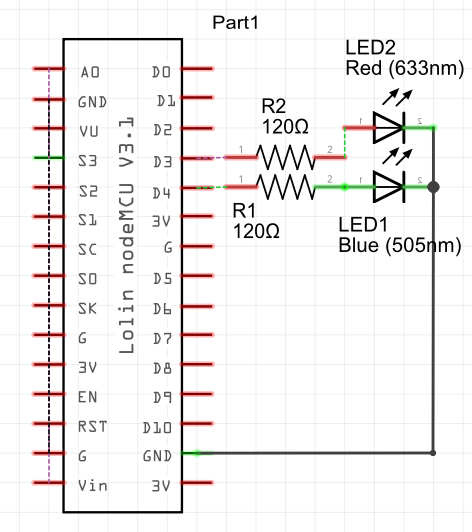 Part1
LED2
Red (633nm)
A0
D0
GND
D1
R2
120Ω
1
2
VU
D2
S3
D3
1
2
S2
D4
1
2
1
2
S1
3V
R1
120Ω
LED1
Blue (505nm)
SC
G
SO
D5
SK
D6
G
D7
3V
D8
EN
D9
RST
D10
G
GND
Vin
3V
Lolin nodeMCU V3.1